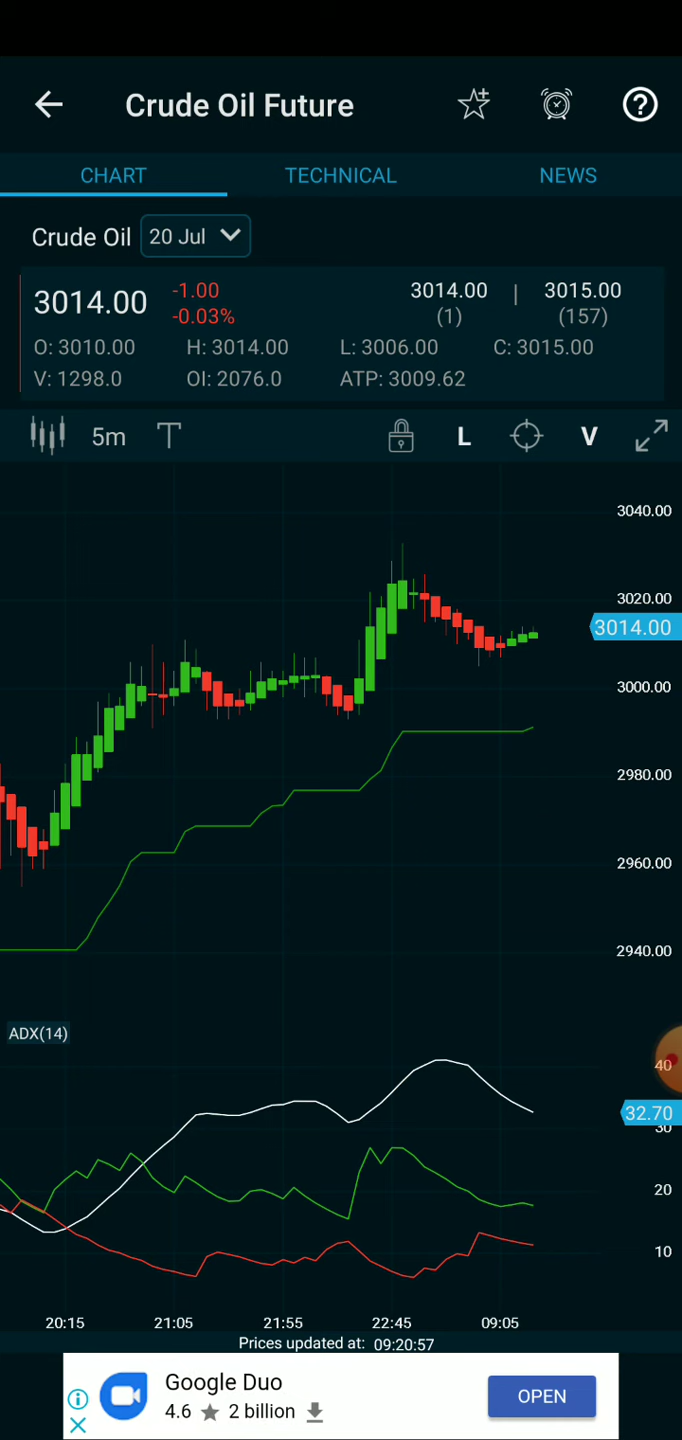 Crude Oil Future
CHART TECHNICAL NEWS
Crude Oil 20 Jul
3014.00 -1.00 3014.00 | 3015.00
-0.03% (1) (157)
O: 3010.00 H: 3014.00 L: 3006.00 C: 3015.00
V: 1298.0 OI: 2076.0 ATP: 3009.62
5m T L V
3040.00
3020.00
3014.00
3000.00
2980.00
2960.00
2940.00
ADX(14)
40
32.70
30
20
10
20:15 21:05 21:55 22:45 09:05
Prices updated at: 09:20:57
Google Duo
4.6 ★ 2 billion
OPEN